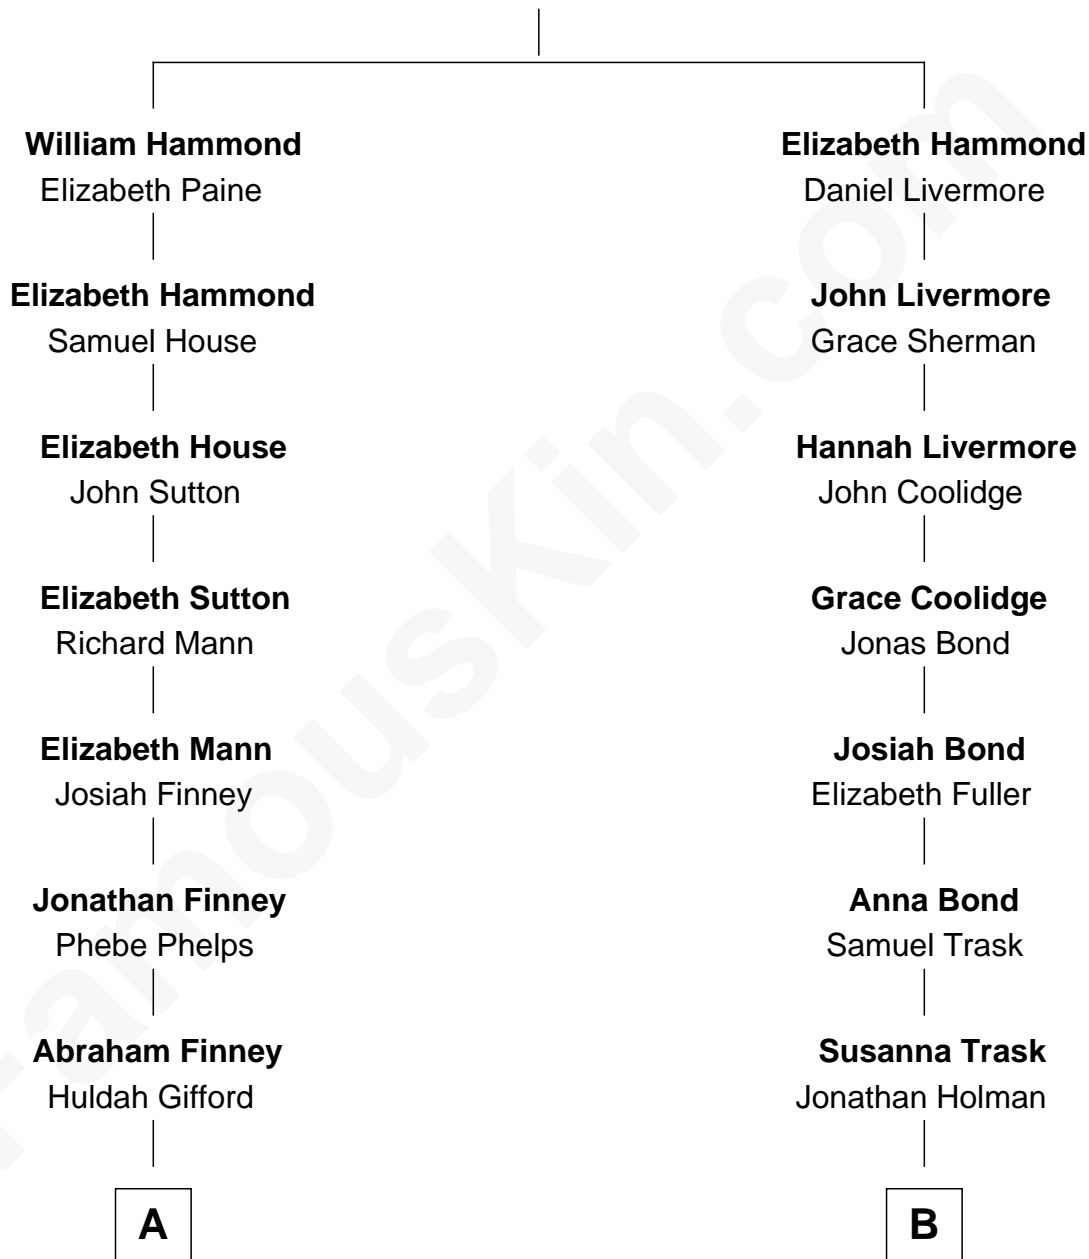 William Hammond
Elizabeth Paine
Elizabeth Hammond
Samuel House
Elizabeth House
John Sutton
Elizabeth Sutton
Richard Mann
Elizabeth Mann
Josiah Finney
Jonathan Finney
Phebe Phelps
Abraham Finney
Huldah Gifford
A
Elizabeth Hammond
Daniel Livermore
John Livermore
Grace Sherman
Hannah Livermore
John Coolidge
Grace Coolidge
Jonas Bond
Josiah Bond
Elizabeth Fuller
Anna Bond
Samuel Trask
Susanna Trask
Jonathan Holman
B
FamousKin.com